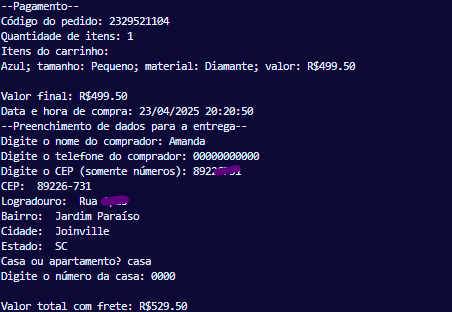 --Pagamento--
Código do pedido: 2329521104
Quantidade de itens: 1
Itens do carrinho:
Azul; tamanho: Pequeno; material: Diamante; valor: R$499.50
Valor final: R$499.50
Data e hora de compra: 23/04/2025 20:20:50
--Preenchimento de dados para a entrega--
Digite o nome do comprador: Amanda
Digite o telefone do comprador: 00000000000
Digite o CEP (somente números):
CEP: 89226-731
Logradouro: Rua
Bairro: Jardim Paraíso
Cidade: Joinville
Estado: SC
Casa ou apartamento? casa
Digite o número da casa: 0000
Valor total com frete: R$529.50